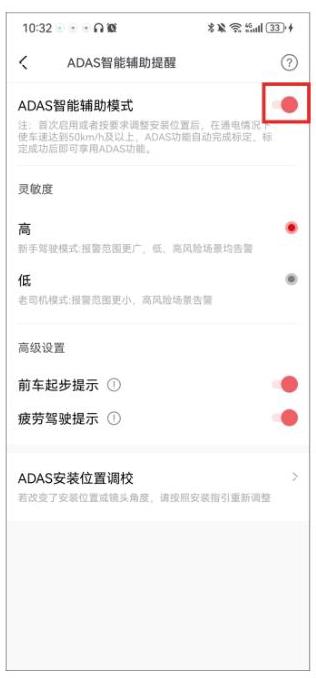 10:32
4G
33
ADAS智能辅助提醒
?
ADAS智能辅助模式
注：首次启用或者按要求调整安装位置后，在通电情况下
使车速达到50km/h及以上，ADAS功能自动完成标定，标
定成功后即可享用ADAS功能。
灵敏度
高
新手驾驶模式:报警范围更广，低、高风险场景均告警
低
老司机模式:报警范围更小，高风险场景告警
高级设置
前车起步提示
疲劳驾驶提示
ADAS安装位置调校
若改变了安装位置或镜头角度，请按照安装指引重新调整